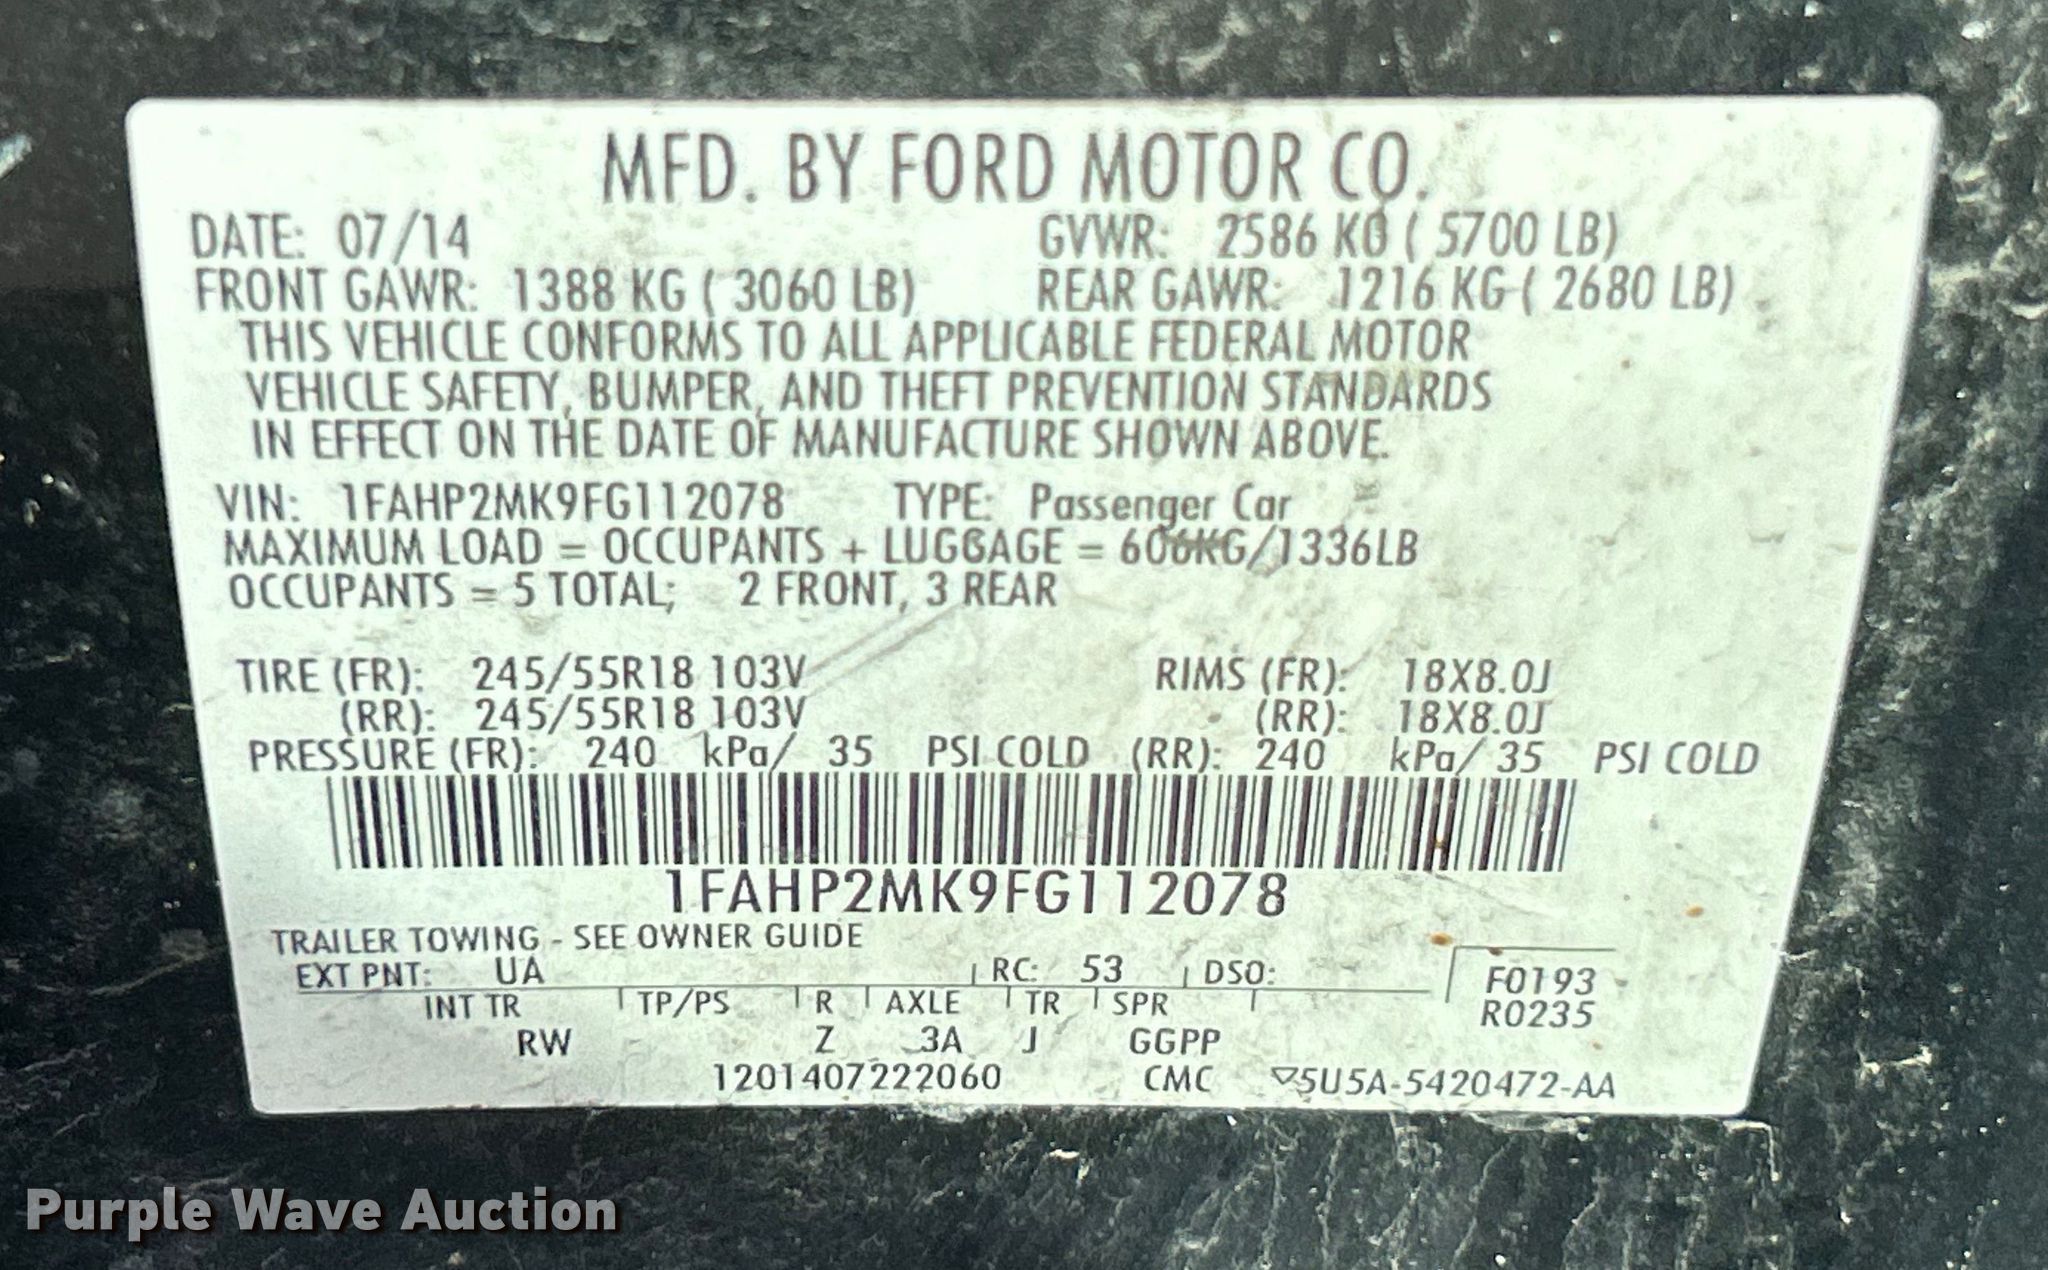 MFD. BY FORD MOTOR CO.
DATE: 07/14 GVWR: 2586 KG ( 5700 LB)
FRONT GAWR: 1388 KG ( 3060 LB) REAR GAWR: 1216 KG ( 2680 LB)
THIS VEHICLE CONFORMS TO ALL APPLICABLE FEDERAL MOTOR
VEHICLE SAFETY, BUMPER, AND THEFT PREVENTION STANDARDS
IN EFFECT ON THE DATE OF MANUFACTURE SHOWN ABOVE.
VIN: 1FAHP2MK9FG112078 TYPE: Passenger Car
MAXIMUM LOAD = OCCUPANTS + LUGGAGE = 606KG/1336LB
OCCUPANTS = 5 TOTAL; 2 FRONT, 3 REAR
TIRE (FR): 245/55R18 103V RIMS (FR): 18X8.0J
(RR): 245/55R18 103V (RR): 18X8.0J
PRESSURE (FR): 240 kPa/ 35 PSI COLD (RR): 240 kPa/ 35 PSI COLD
1FAHP2MK9FG112078
TRAILER TOWING - SEE OWNER GUIDE
EXT PNT: UA RC: 53 DSO: F0193
INT TR TP/PS R AXLE TR SPR R0235
RW Z 3A J GGPP
1201407222060 CMC ▽5U5A-5420472-AA
Purple Wave Auction